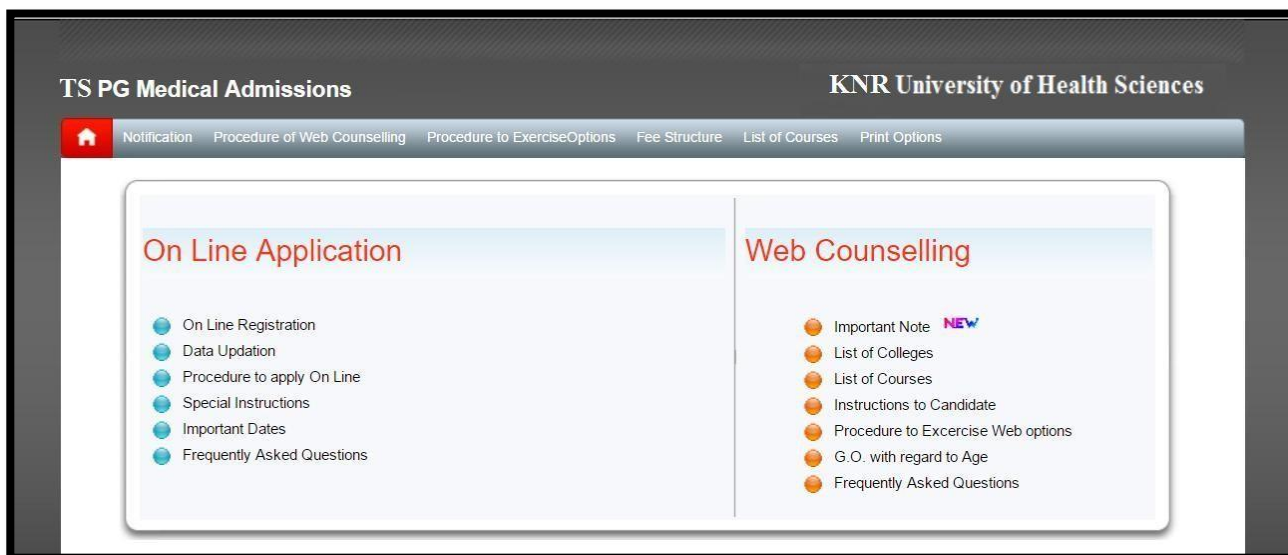 TS PG Medical Admissions
KNR University of Health Sciences
Notification Procedure of Web Counselling Procedure to ExerciseOptions Fee Structure List of Courses Print Options
On Line Application
On Line Registration
Data Updation
Procedure to apply On Line
Special Instructions
Important Dates
Frequently Asked Questions
Web Counselling
Important Note NEW
List of Colleges
List of Courses
Instructions to Candidate
Procedure to Excercise Web options
G.O. with regard to Age
Frequently Asked Questions